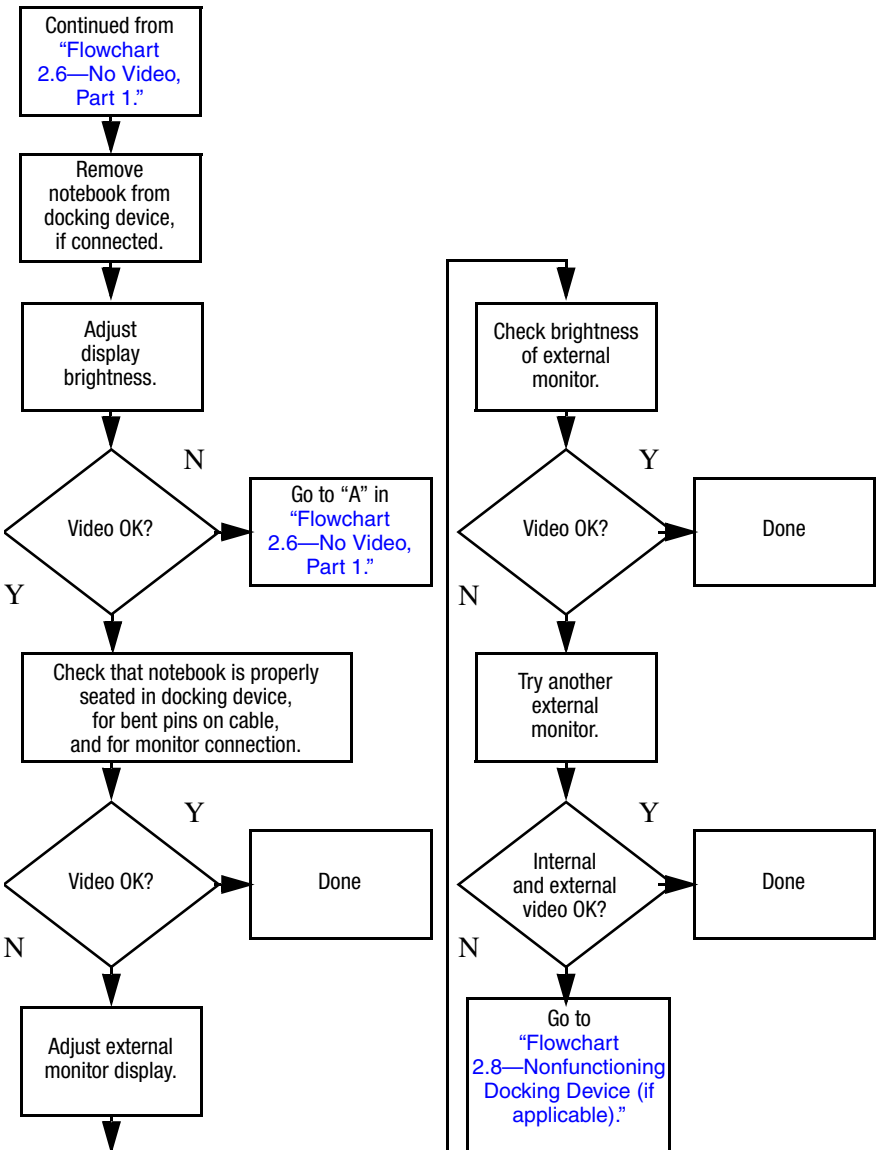 Continued from
“Flowchart
2.6—No Video,
Part 1.”
Remove
notebook from
docking device,
if connected.
Adjust
display
brightness.
Video OK?
N
Go to “A” in
“Flowchart
2.6—No Video,
Part 1.”
Y
Check that notebook is properly
seated in docking device,
for bent pins on cable,
and for monitor connection.
Video OK?
Y
Done
N
Adjust external
monitor display.
Check brightness
of external
monitor.
Video OK?
Y
Done
N
Try another
external
monitor.
Internal
and external
video OK?
Y
Done
N
Go to
“Flowchart
2.8—Nonfunctioning
Docking Device (if
applicable).”